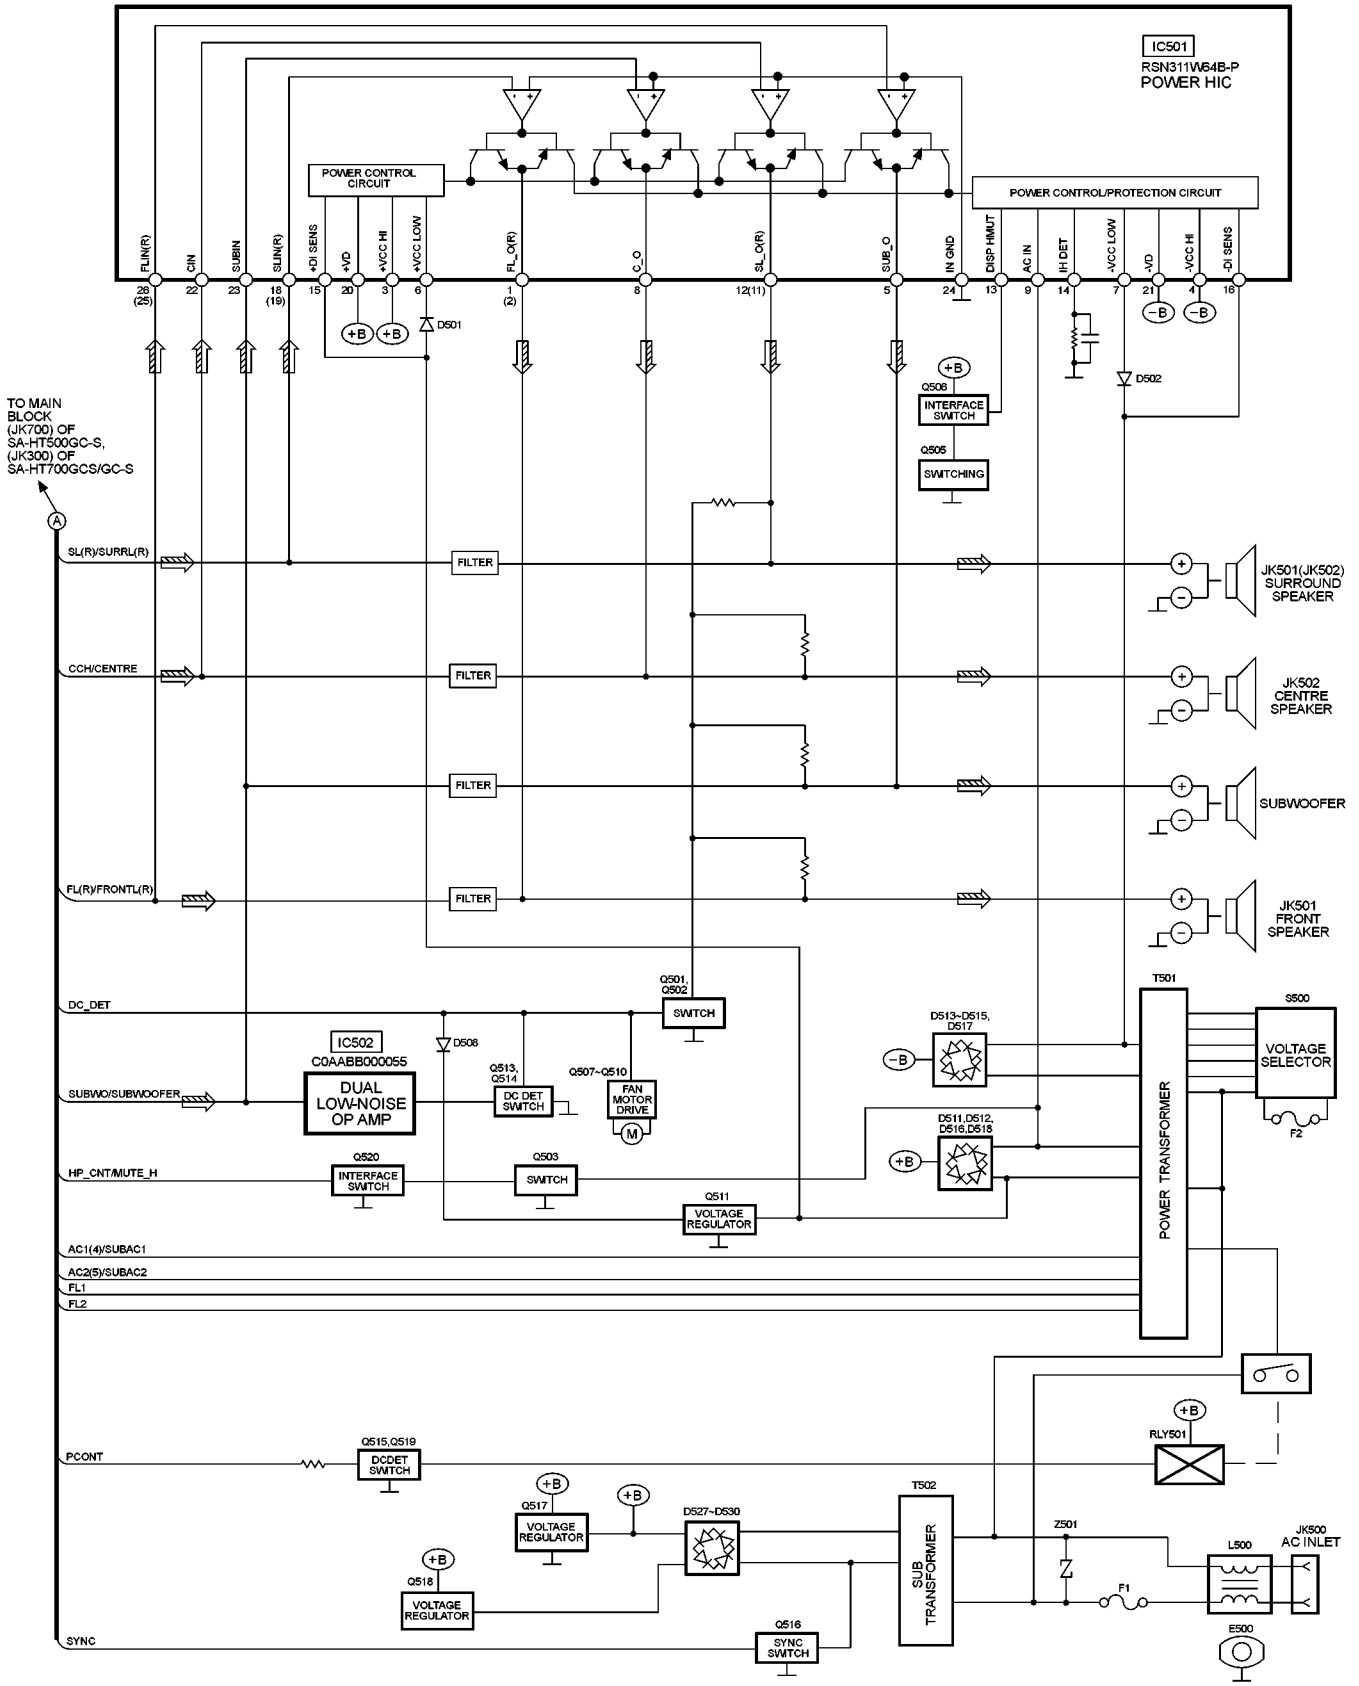 IC501
RSN311W64B-P
POWER HIC
POWER CONTROL
CIRCUIT
POWER CONTROL/PROTECTION CIRCUIT
FLIN(R)
CIN
SUBIN
SLIN(R)
+DI SENS
+VD
+VCC HI
+VCC LOW
FL_O(R)
C_O
SL_O(R)
SUB_O
IN GND
DISP HMUT
AC IN
IH DET
-VCC LOW
-VD
-VCC HI
-DI SENS
26 22 23 18 15 20 3 6 1 8 12(11) 5 24 13 9 14 7 21 4 16
(25) (19) (2)
+B +B -B -B
D501
D502
+B
Q506
INTERFACE
SWITCH
Q505
SWITCHING
TO MAIN
BLOCK
(JK700) OF
SA-HT500GC-S,
(JK300) OF
SA-HT700GCS/GC-S
A
SL(R)/SURRL(R)
FILTER
JK501(JK502)
SURROUND
SPEAKER
CCH/CENTRE
FILTER
JK502
CENTRE
SPEAKER
FILTER
SUBWOOFER
FL(R)/FRONTL(R)
FILTER
JK501
FRONT
SPEAKER
Q501,
Q502
SWITCH
T501
POWER TRANSFORMER
S500
VOLTAGE
SELECTOR
F2
DC_DET
D508
D513~D515,
D517
-B
IC502
C0AABB000055
DUAL
LOW-NOISE
OP AMP
Q513,
Q514
DC DET
SWITCH
Q507~Q510
FAN
MOTOR
DRIVE
M
SUBWO/SUBWOOFER
D511,D512,
D516,D518
+B
HP_CNT/MUTE_H
Q520
INTERFACE
SWITCH
Q503
SWITCH
Q511
VOLTAGE
REGULATOR
AC1(4)/SUBAC1
AC2(5)/SUBAC2
FL1
FL2
+B
RLY501
PCONT
Q515,Q519
DCDET
SWITCH
+B
Q517
VOLTAGE
REGULATOR
+B
D527~D530
T502
SUB
TRANSFORMER
Z501
F1
L500
JK500
AC INLET
+B
Q518
VOLTAGE
REGULATOR
E500
SYNC
Q516
SYNC
SWITCH